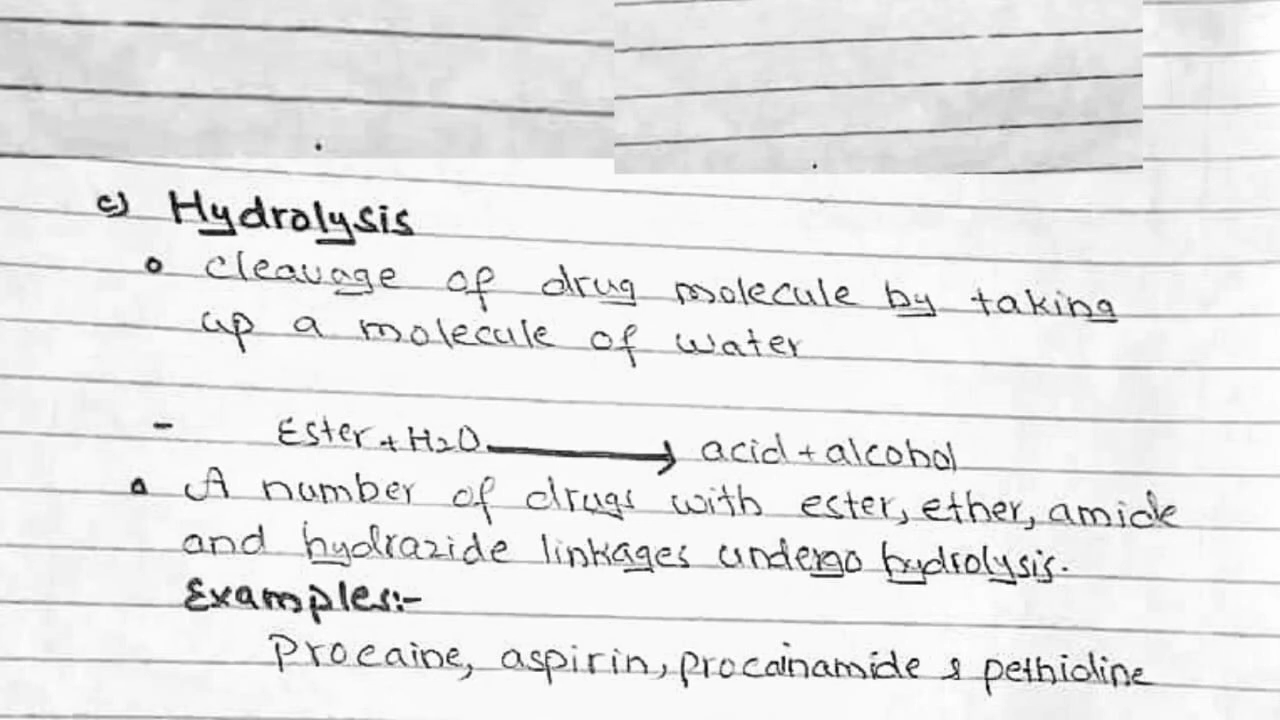 c) Hydrolysis
• cleavage of drug molecule by taking
up a molecule of water
- Ester + H2O → acid + alcohol
• A number of drugs with ester, ether, amide
and hydrazide linkages undergo hydrolysis.
Examples:-
Procaine, aspirin, procainamide & pethidine